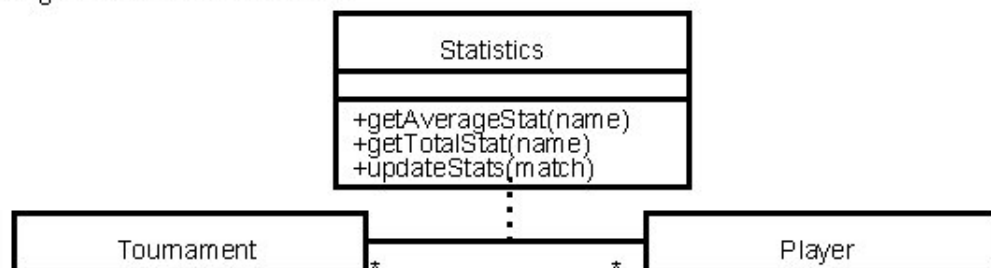 Statistics
+getAverageStat(name)
+getTotalStat(name)
+updateStats(match)
Tournament
Player
* *